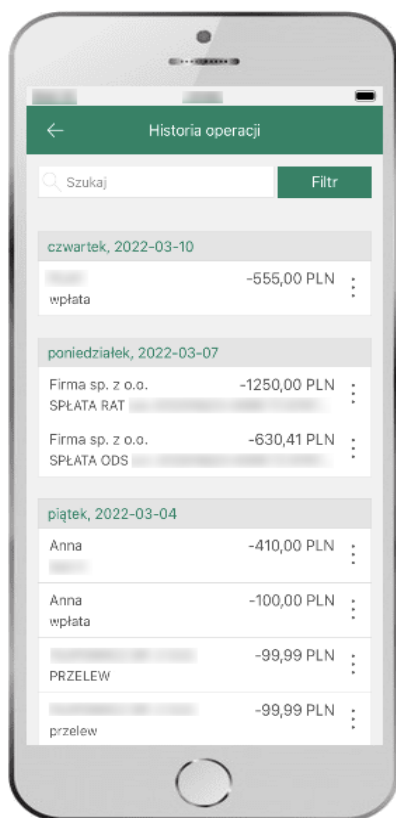 Historia operacji
Szukaj
Filtr
czwartek, 2022-03-10
-555,00 PLN
wpłata
poniedziałek, 2022-03-07
Firma sp. z o.o.
-1250,00 PLN
SPŁATA RAT
Firma sp. z o.o.
-630,41 PLN
SPŁATA ODS
piątek, 2022-03-04
Anna
-410,00 PLN
Anna
-100,00 PLN
wpłata
-99,99 PLN
PRZELEW
-99,99 PLN
przelew